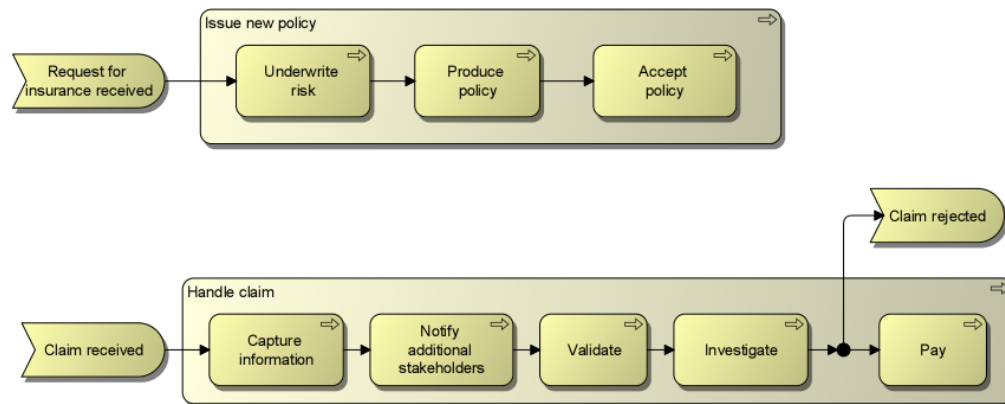 Issue new policy
Request for
insurance received
Underwrite
risk
Produce
policy
Accept
policy
Claim rejected
Handle claim
Claim received
Capture
information
Notify
additional
stakeholders
Validate
Investigate
Pay